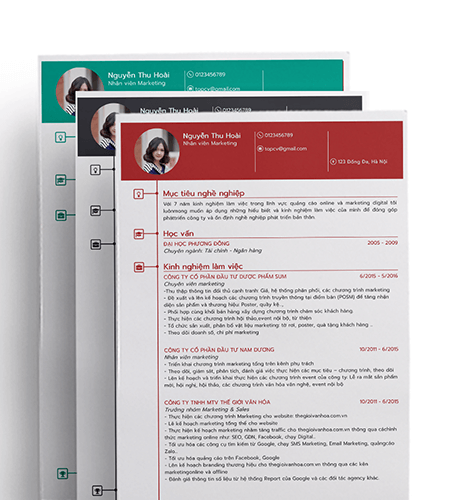 Nguyễn Thu Hoài
Nhân viên Marketing
0123456789
topcv@gmail.com
Nguyễn Thu Hoài
Nhân viên Marketing
0123456789
Nguyễn Thu Hoài
Nhân viên Marketing
0123456789
topcv@gmail.com
123 Đống Đa, Hà Nội
Mục tiêu nghề nghiệp
Với 7 năm kinh nghiệm làm việc trong lĩnh vực quảng cáo online và marketing digital tôi
luônmong muốn áp dụng những hiểu biết và kinh nghiệm làm việc của mình để đóng góp
pháttriển công ty và ổn định nghề nghiệp phát triển bản thân.
Học vấn
ĐẠI HỌC PHƯƠNG ĐÔNG
2005 - 2009
Chuyên ngành: Tài chính - Ngân hàng
Kinh nghiệm làm việc
CÔNG TY CỔ PHẦN ĐẦU TƯ DƯỢC PHẨM SUM
6/2015 - 5/2016
Chuyên viên marketing
-Thu thập thông tin đối thủ cạnh tranh: Giá, hệ thống phân phối, các chương trình marketing
- Đề xuất và lên kế hoạch các chương trình truyền thông tại điểm bán (POSM) để tăng nhận
diện sản phẩm và thương hiệu: Poster, quầy kệ...,
- Phối hợp cùng khối bán hàng xây dựng chương trình chăm sóc khách hàng.
- Thực hiện các chương trình hội thảo,event nội bộ, từ thiện
- Tổ chức sản xuất, phân bổ vật liệu marketing tờ rơi, poster, quà tặng khách hàng ..
- Theo dõi doanh số, chi phí marketing
CÔNG TY CỔ PHẦN ĐẦU TƯ NAM DƯƠNG
10/2011 - 6/2015
Nhân viên marketing
- Triển khai chương trình marketing tổng trên kênh phụ trách
- Theo dõi, giám sát, phân tích, đánh giá việc thực hiện các mục tiêu – chương trình, theo dõi
- Lên kế hoạch và triển khai thực hiện các chương trình event của công ty: Lễ ra mắt sản phẩm
mới, hội nghị, hội thảo, các chương trình văn hóa văn nghệ, event nội bộ
CÔNG TY TNHH MTV THẾ GIỚI VĂN HÓA
10/2011 - 6/2015
Trưởng nhóm Marketing & Sales
- Thực hiện các chương trình Marketing cho website: thegioivanhoa.com.vn
- Lê kế hoạch marketing tổng thể cho website
- Thực hiện kế hoạch marketing nhằm tăng traffic cho thegioivanhoa.com.vn thông qua cáchình
thức marketing online như: SEO, GDN, Facebook, chạy Digital..
- Tối ưu hóa các công cụ tìm kiếm từ Google, chạy SMS Marketing, Email Marketing, quảngcáo
Zalo..
- Tối ưu hóa quảng cáo trên Facebook, Google
- Lên kế hoạch branding thương hiệu cho thegioivanhoa.com.vn thông qua các kên
marketingonline và offline
- Đánh giá thông tin số liệu từ hệ thống Report của Google và các đối tác agency khác.